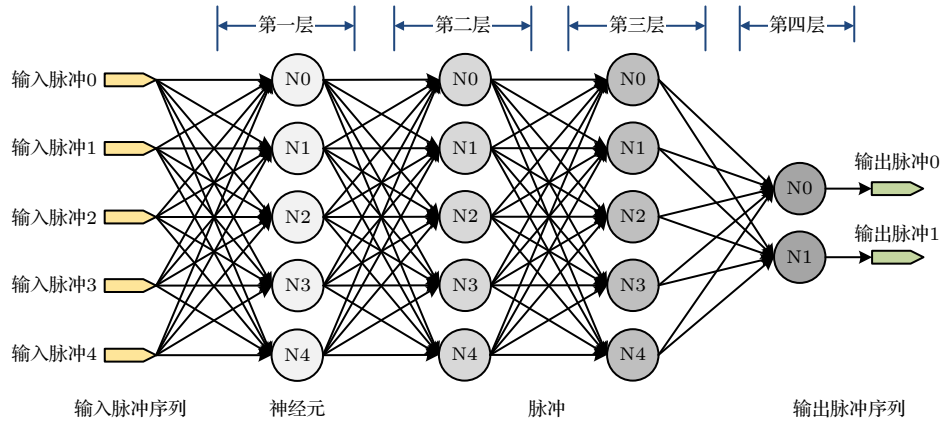 第一层 第二层 第三层 第四层
输入脉冲0 N0 N0 N0
输入脉冲1 N1 N1 N1
输出脉冲0
N0
输入脉冲2 N2 N2 N2
输出脉冲1
N1
输入脉冲3 N3 N3 N3
输入脉冲4 N4 N4 N4
输入脉冲序列 神经元 脉冲 输出脉冲序列